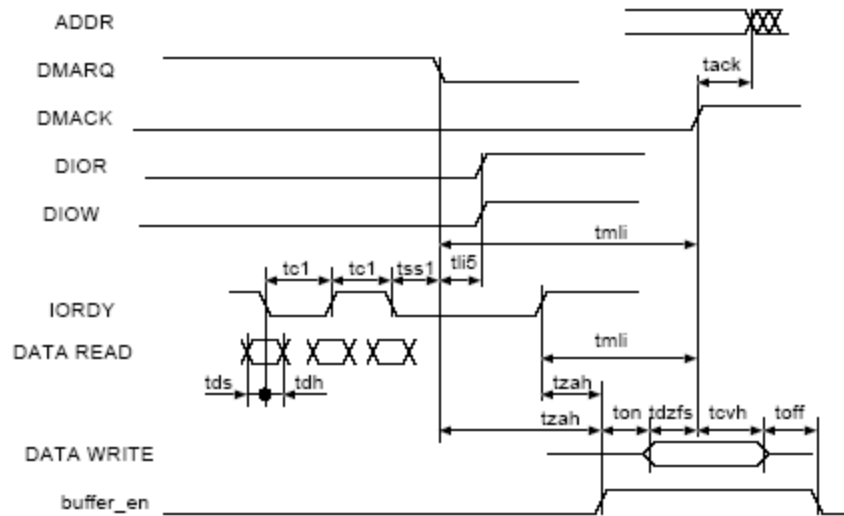 ADDR
DMARQ
tack
DMACK
DIOR
DIOW
tmli
tc1 tc1 tss1 tli5
IORDY
DATA READ
tmli
tds tdh
tzah
tzah ton tdzfs tcvh toff
DATA WRITE
buffer_en